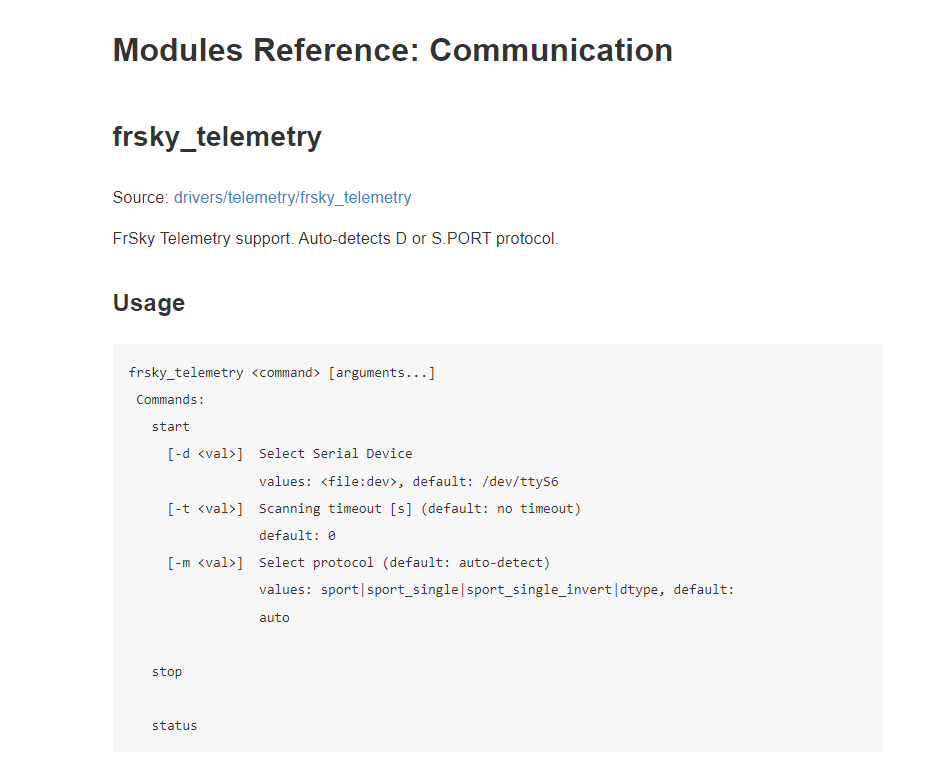 Modules Reference: Communication
frsky_telemetry
Source: drivers/telemetry/frsky_telemetry
FrSky Telemetry support. Auto-detects D or S.PORT protocol.
Usage
frsky_telemetry <command> [arguments...]
 Commands:
   start
     [-d <val>]  Select Serial Device
                 values: <file:dev>, default: /dev/ttyS6
     [-t <val>]  Scanning timeout [s] (default: no timeout)
                 default: 0
     [-m <val>]  Select protocol (default: auto-detect)
                 values: sport|sport_single|sport_single_invert|dtype, default:
                 auto
   stop
   status